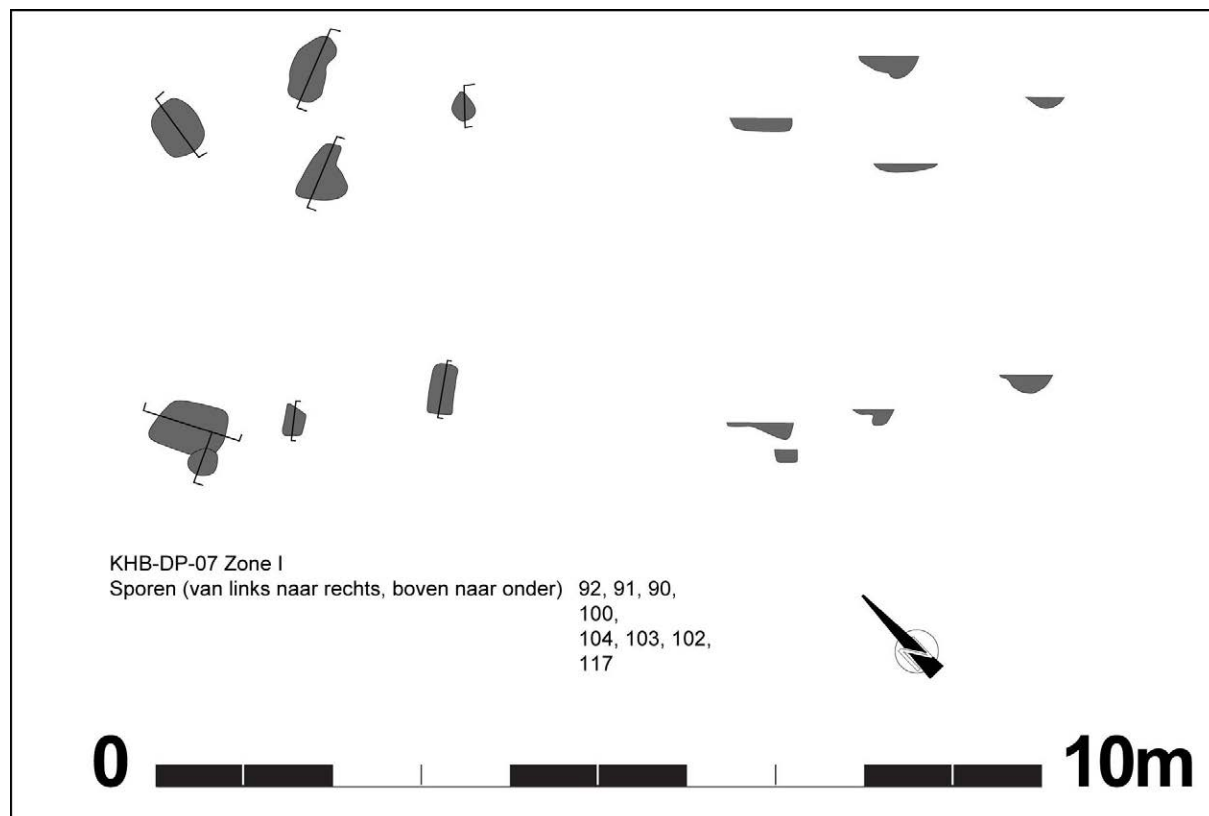 KHB-DP-07 Zone I
Sporen (van links naar rechts, boven naar onder) 92, 91, 90,
100,
104, 103, 102,
117
0 10m